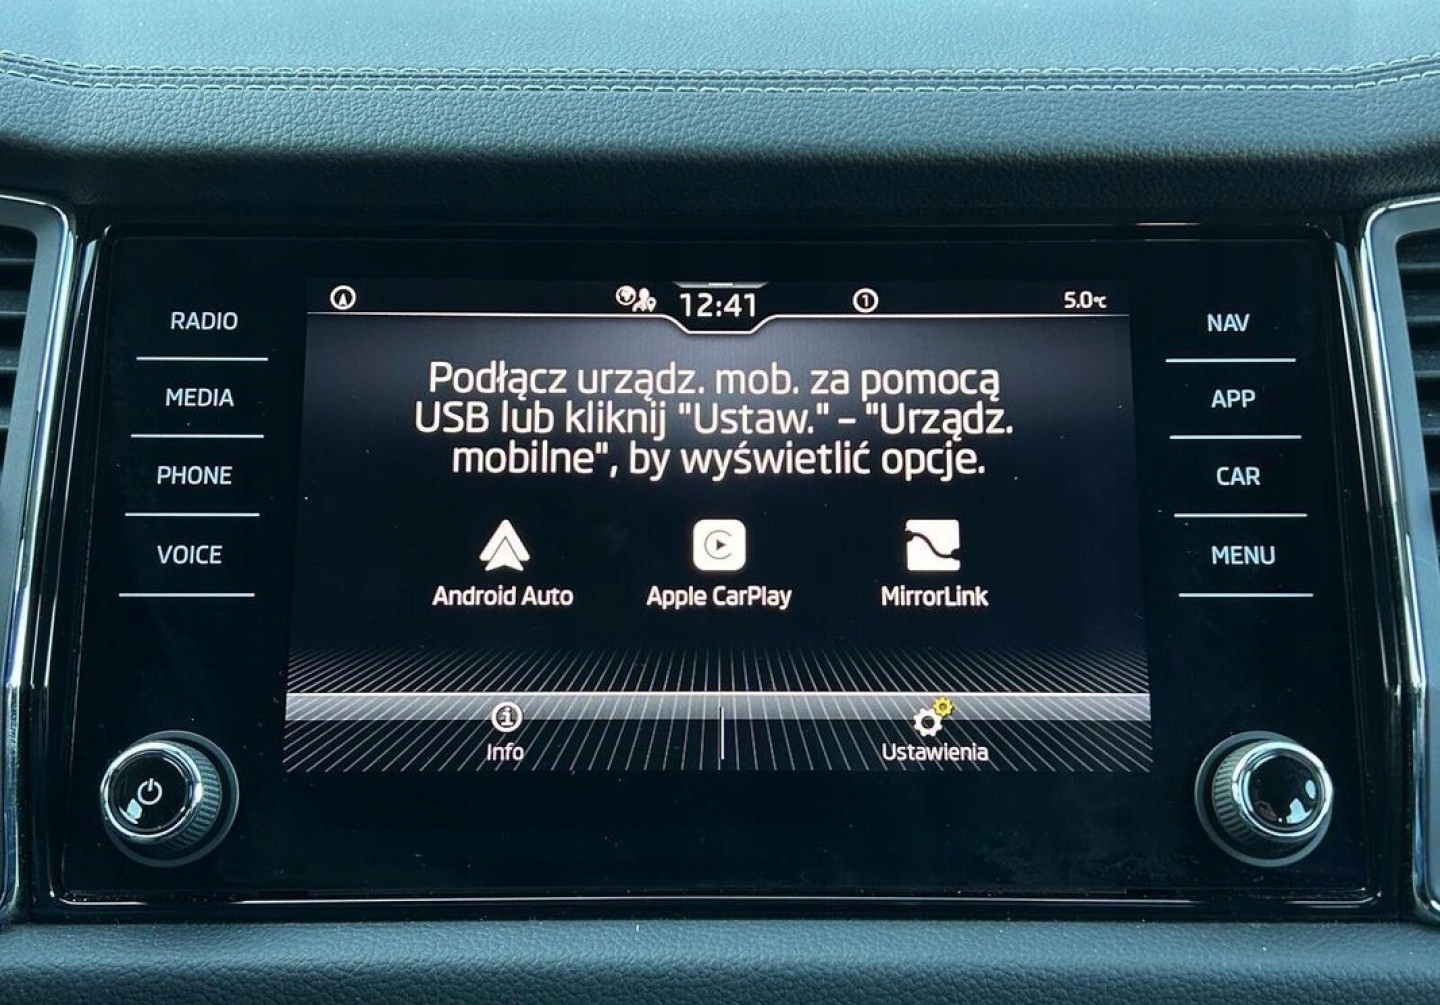 12:41
1
5.0°C
RADIO
MEDIA
PHONE
VOICE
Podłącz urządz. mob. za pomocą
USB lub kliknij "Ustaw." - "Urządz.
mobilne", by wyświetlić opcje.
Android Auto
Apple CarPlay
MirrorLink
Info
Ustawienia
NAV
APP
CAR
MENU